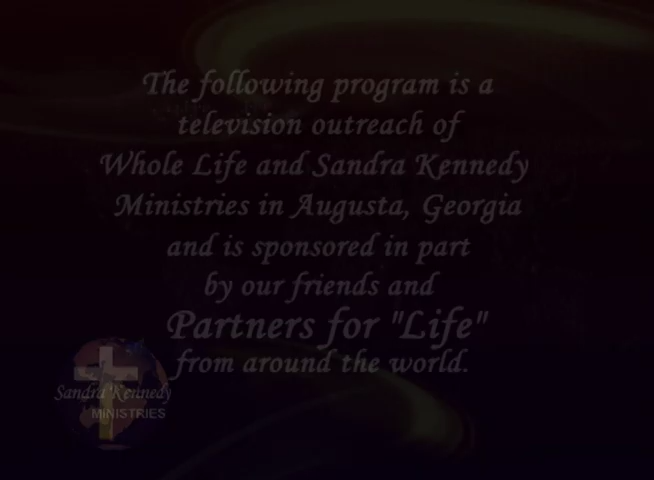 The following program is a
television outreach of
Whole Life and Sandra Kennedy
Ministries in Augusta, Georgia
and is sponsored in part
by our friends and
Partners for "Life"
from around the world.
Sandra Kennedy
MINISTRIES